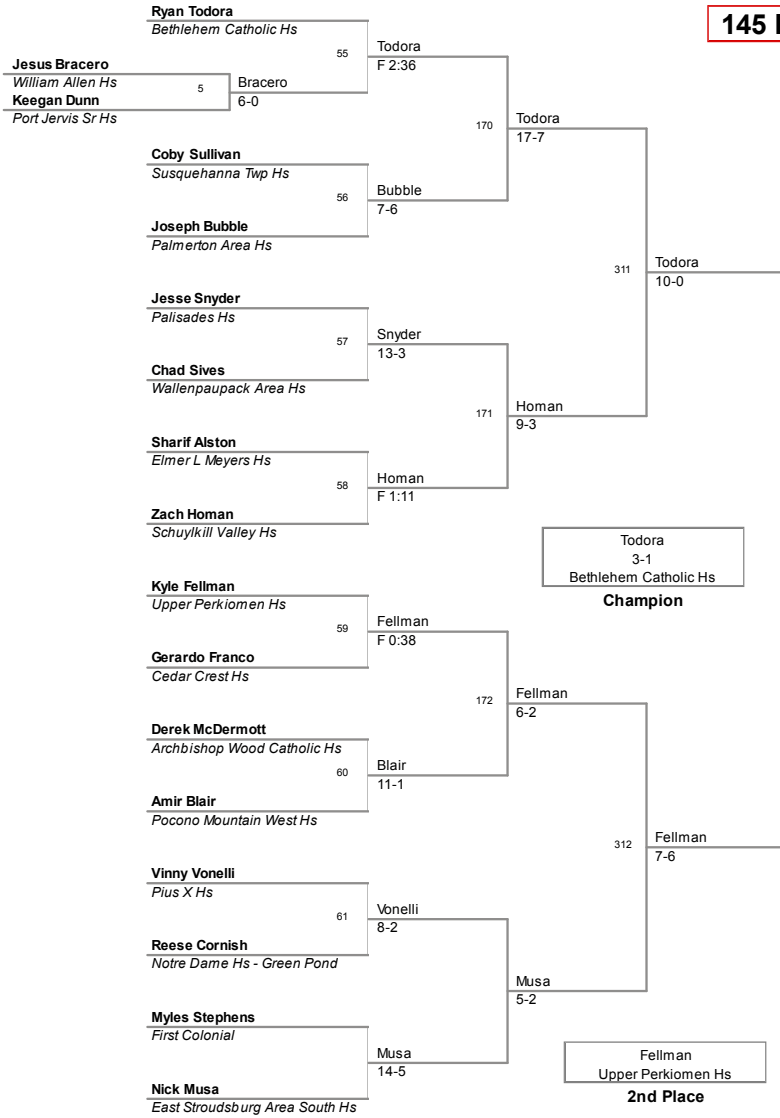 Ryan Todora
Bethlehem Catholic Hs
145
55
Todora
F 2:36
Jesus Bracero
William Allen Hs
5
Bracero
6-0
Keegan Dunn
Port Jervis Sr Hs
170
Todora
17-7
Coby Sullivan
Susquehanna Twp Hs
56
Bubble
7-6
Joseph Bubble
Palmerton Area Hs
311
Todora
10-0
Jesse Snyder
Palisades Hs
57
Snyder
13-3
Chad Sives
Wallenpaupack Area Hs
171
Homan
9-3
Sharif Alston
Elmer L Meyers Hs
58
Homan
F 1:11
Zach Homan
Schuylkill Valley Hs
Todora
3-1
Bethlehem Catholic Hs
Champion
Kyle Fellman
Upper Perkiomen Hs
59
Fellman
F 0:38
Gerardo Franco
Cedar Crest Hs
172
Fellman
6-2
Derek McDermott
Archbishop Wood Catholic Hs
60
Blair
11-1
Amir Blair
Pocono Mountain West Hs
312
Fellman
7-6
Vinny Vonelli
Pius X Hs
61
Vonelli
8-2
Reese Cornish
Notre Dame Hs - Green Pond
Musa
5-2
Myles Stephens
First Colonial
Musa
14-5
Nick Musa
East Stroudsburg Area South Hs
Fellman
Upper Perkiomen Hs
2nd Place